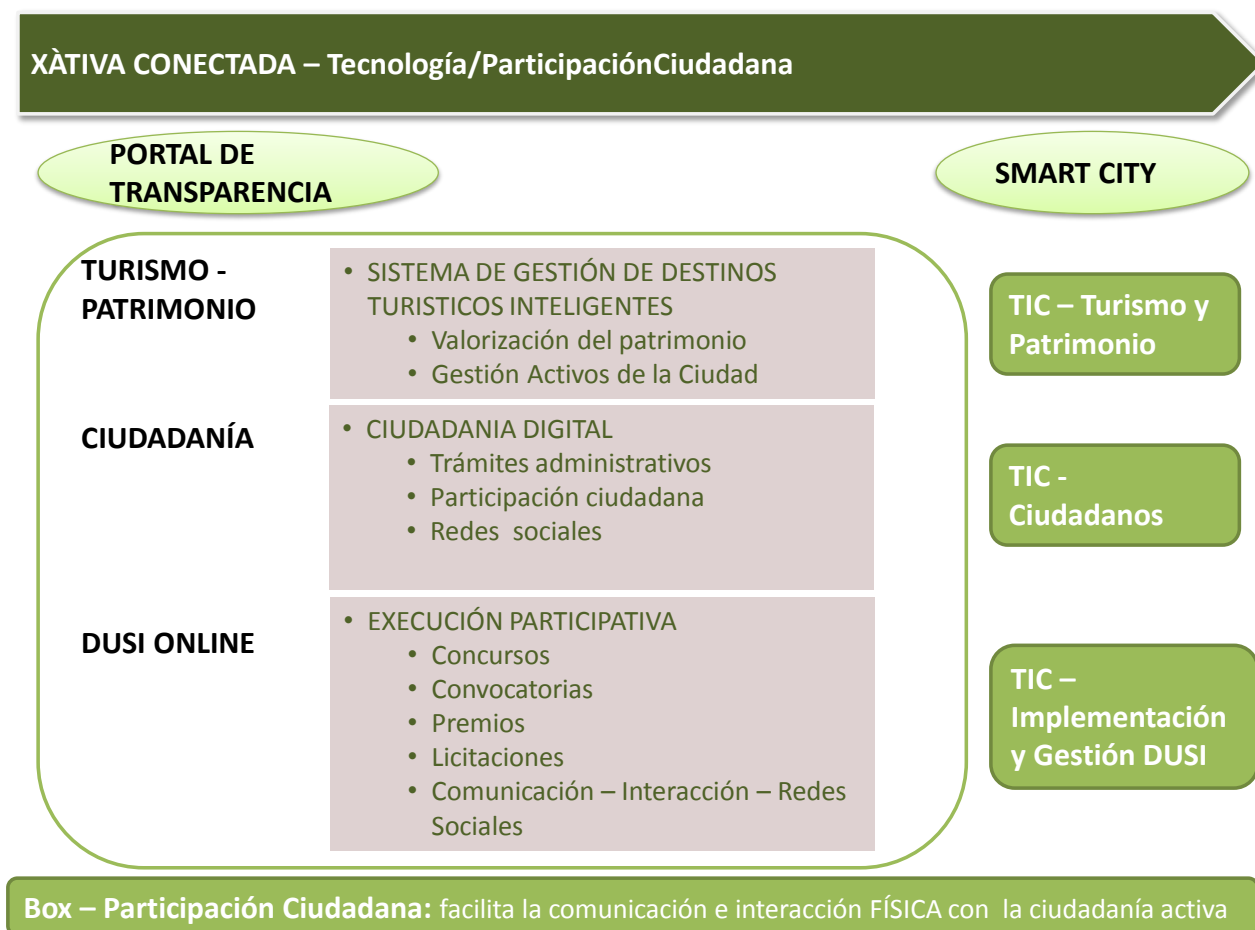 XÀTIVA CONECTADA – Tecnología/ParticipaciónCiudadana
PORTAL DE
TRANSPARENCIA
SMART CITY
TURISMO -
PATRIMONIO
• SISTEMA DE GESTIÓN DE DESTINOS
TURISTICOS INTELIGENTES
• Valorización del patrimonio
• Gestión Activos de la Ciudad
TIC – Turismo y
Patrimonio
CIUDADANÍA
• CIUDADANIA DIGITAL
• Trámites administrativos
• Participación ciudadana
• Redes sociales
TIC -
Ciudadanos
DUSI ONLINE
• EXECUCIÓN PARTICIPATIVA
• Concursos
• Convocatorias
• Premios
• Licitaciones
• Comunicación – Interacción – Redes
Sociales
TIC –
Implementación
y Gestión DUSI
Box – Participación Ciudadana: facilita la comunicación e interacción FÍSICA con la ciudadanía activa